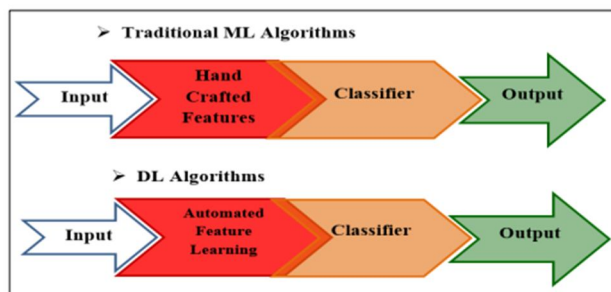 ➢ Traditional ML Algorithms
Input
Hand
Crafted
Features
Classifier
Output
➢ DL Algorithms
Input
Automated
Feature
Learning
Classifier
Output